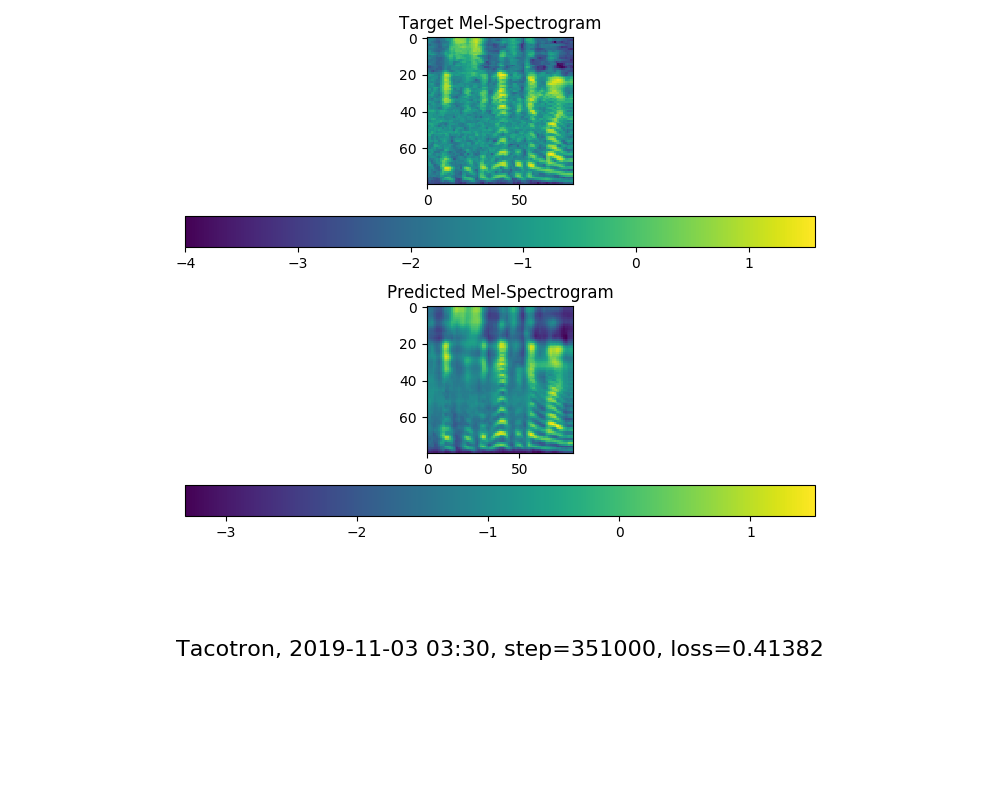 Target Mel-Spectrogram
0
20
40
60
0 50
−4 −3 −2 −1 0 1
Predicted Mel-Spectrogram
0
20
40
60
0 50
−3 −2 −1 0 1
Tacotron, 2019-11-03 03:30, step=351000, loss=0.41382